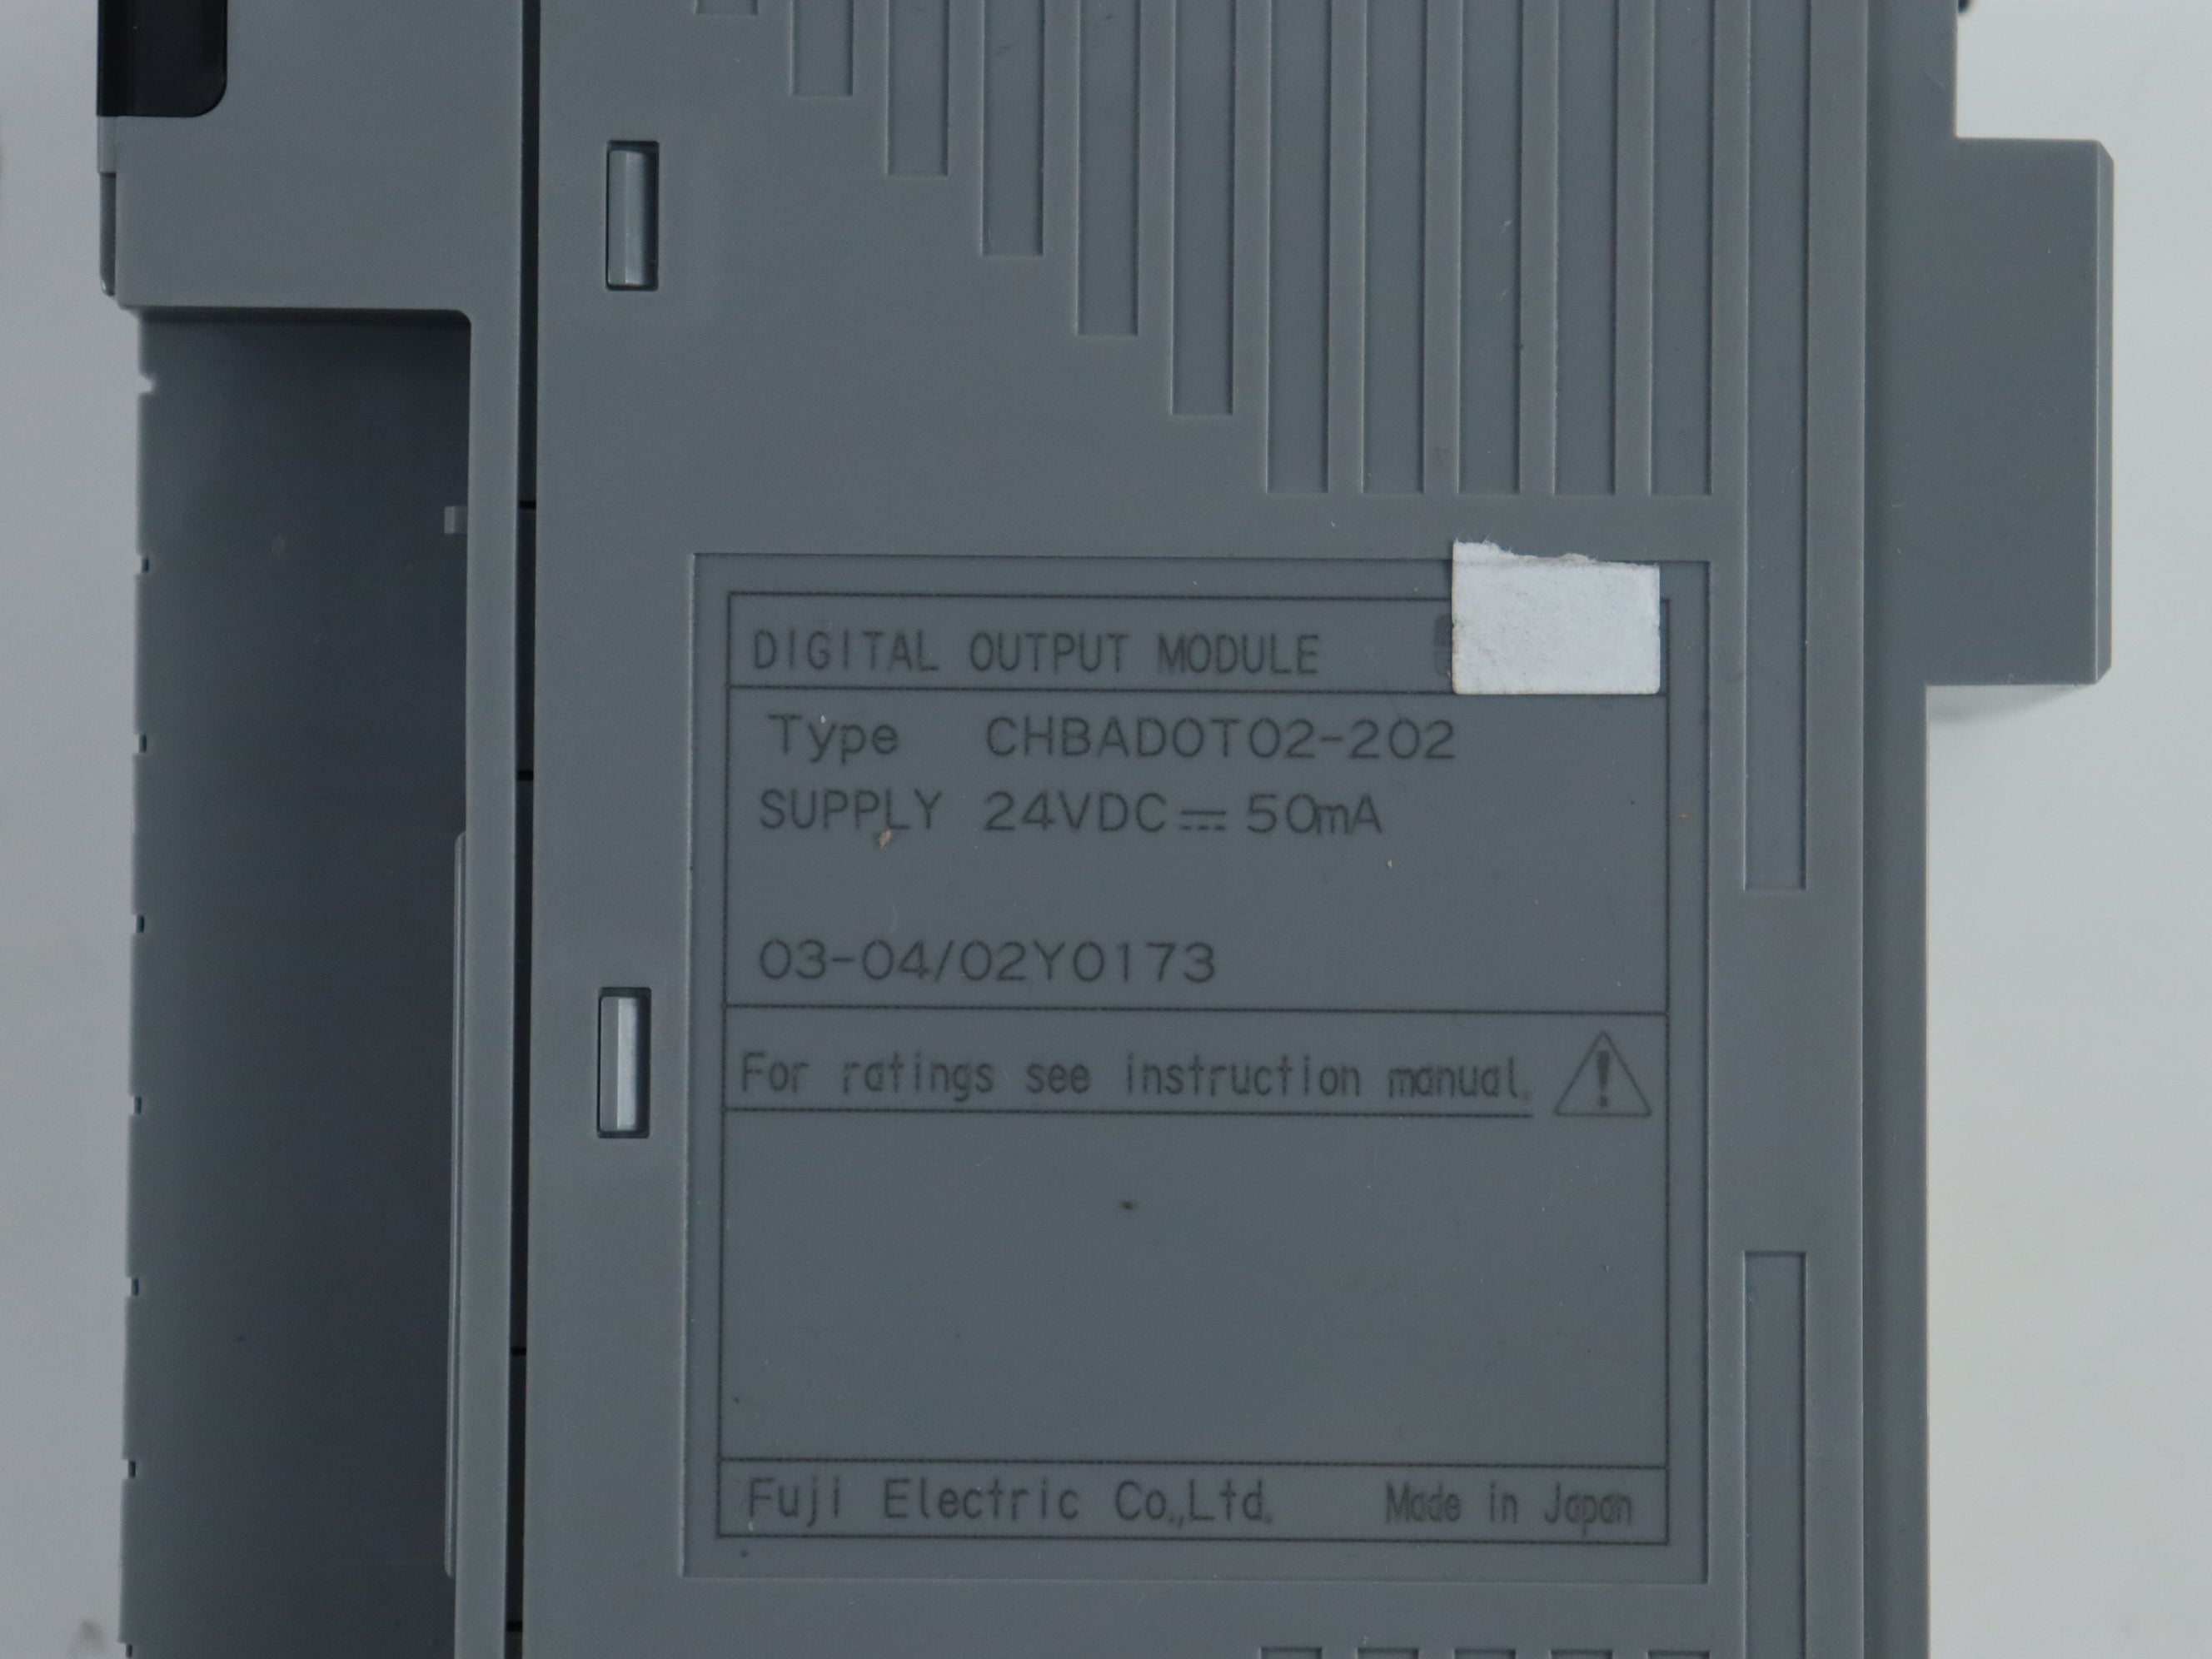 DIGITAL OUTPUT MODULE
Type CHBADOT02-202
SUPPLY 24VDC⎓50mA
03-04/02Y0173
For ratings see instruction manual.
Fuji Electric Co.,Ltd. Made in Japan